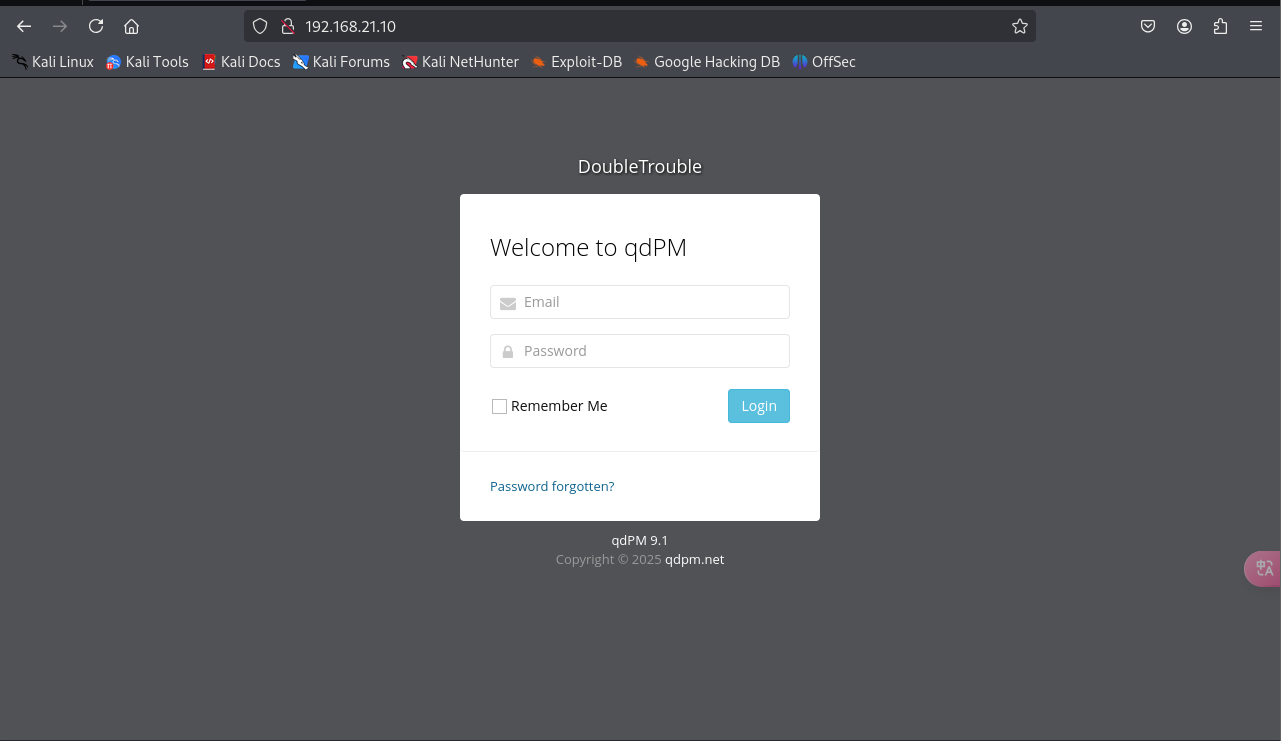 192.168.21.10
Kali Linux Kali Tools Kali Docs Kali Forums Kali NetHunter Exploit-DB Google Hacking DB OffSec
DoubleTrouble
Welcome to qdPM
Email
Password
Remember Me Login
Password forgotten?
qdPM 9.1
Copyright © 2025 qdpm.net